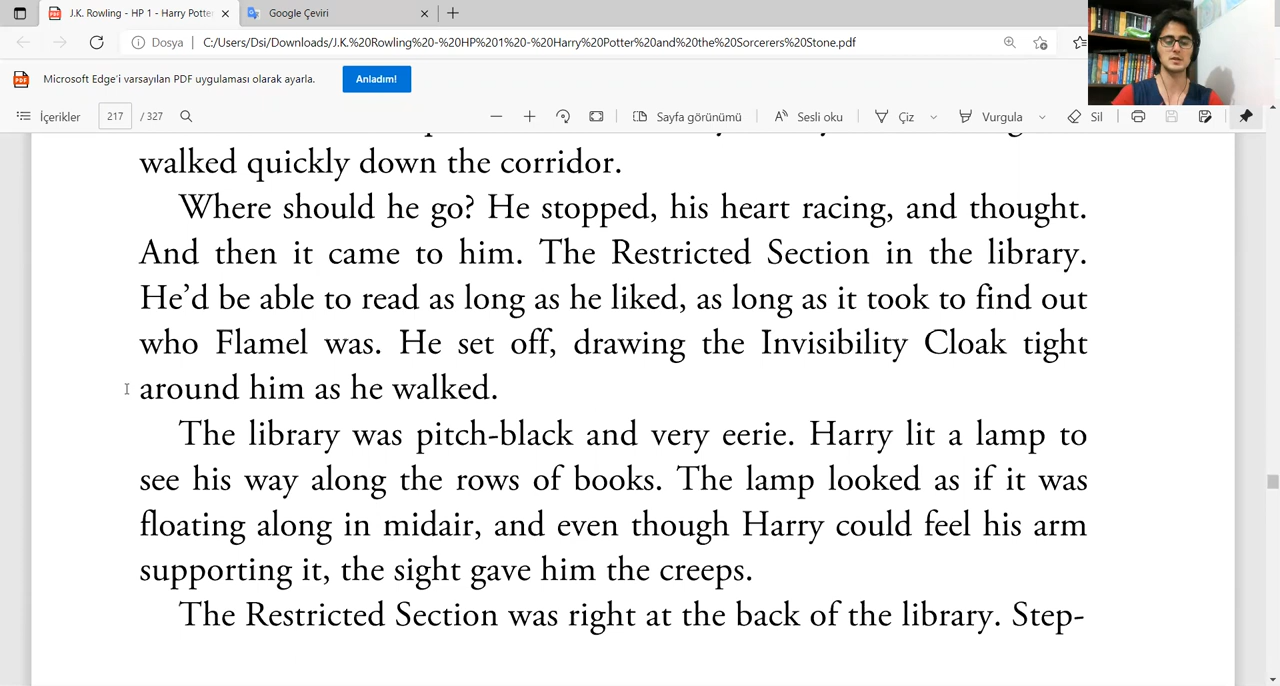 J.K. Rowling - HP 1 - Harry Potte
Google Çeviri
Dosya
C:/Users/Dsi/Downloads/J.K.%20Rowling%20-%20HP%201%20-%20Harry%20Potter%20and%20the%20Sorcerers%20Stone.pdf
Microsoft Edge'i varsayılan PDF uygulaması olarak ayarla.
Anladım!
İçerikler
217 / 327
Sayfa görünümü
Sesli oku
Çiz
Vurgula
Sil
walked quickly down the corridor.
Where should he go? He stopped, his heart racing, and thought.
And then it came to him. The Restricted Section in the library.
He'd be able to read as long as he liked, as long as it took to find out
who Flamel was. He set off, drawing the Invisibility Cloak tight
around him as he walked.
The library was pitch-black and very eerie. Harry lit a lamp to
see his way along the rows of books. The lamp looked as if it was
floating along in midair, and even though Harry could feel his arm
supporting it, the sight gave him the creeps.
The Restricted Section was right at the back of the library. Step-